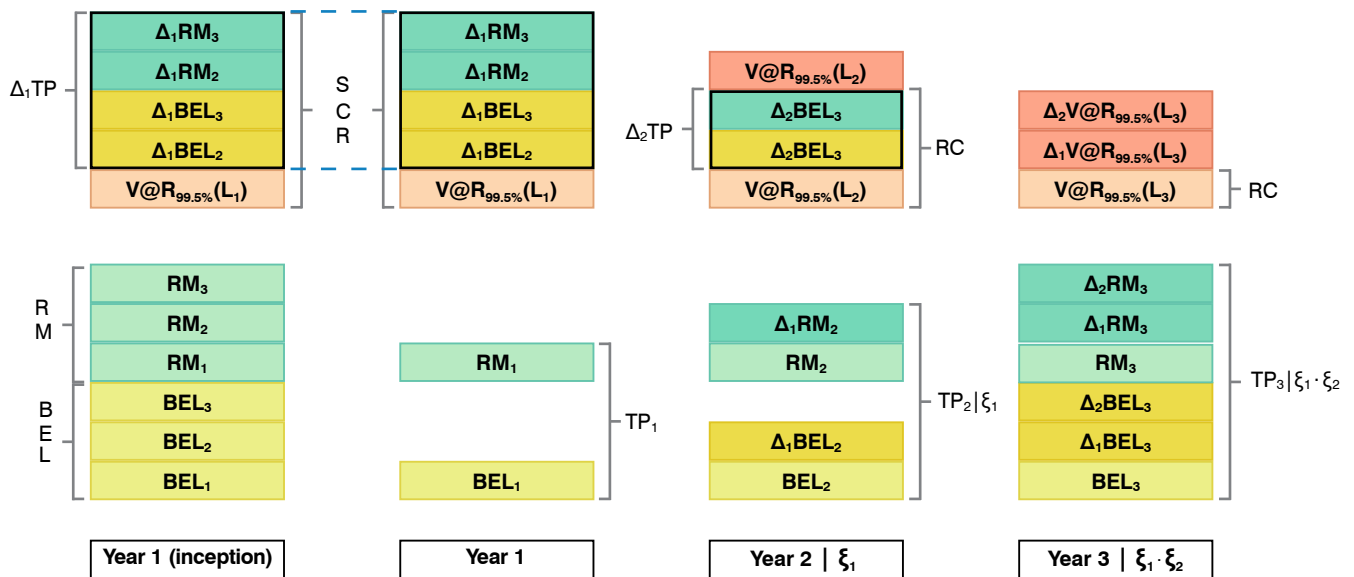 Δ₁TP
Δ₁RM₃
Δ₁RM₂
Δ₁BEL₃
Δ₁BEL₂
V@R₉₉.₅%(L₁)
S
C
R
Δ₁RM₃
Δ₁RM₂
Δ₁BEL₃
Δ₁BEL₂
V@R₉₉.₅%(L₁)
Δ₂TP
V@R₉₉.₅%(L₂)
Δ₂BEL₃
Δ₂BEL₃
V@R₉₉.₅%(L₂)
RC
Δ₂V@R₉₉.₅%(L₃)
Δ₁V@R₉₉.₅%(L₃)
V@R₉₉.₅%(L₃)
RC
R
M
B
E
L
RM₃
RM₂
RM₁
BEL₃
BEL₂
BEL₁
RM₁
BEL₁
TP₁
Δ₁RM₂
RM₂
Δ₁BEL₂
BEL₂
TP₂|ξ₁
Δ₂RM₃
Δ₁RM₃
RM₃
Δ₂BEL₃
Δ₁BEL₃
BEL₃
TP₃|ξ₁·ξ₂
Year 1 (inception)
Year 1
Year 2 | ξ₁
Year 3 | ξ₁·ξ₂